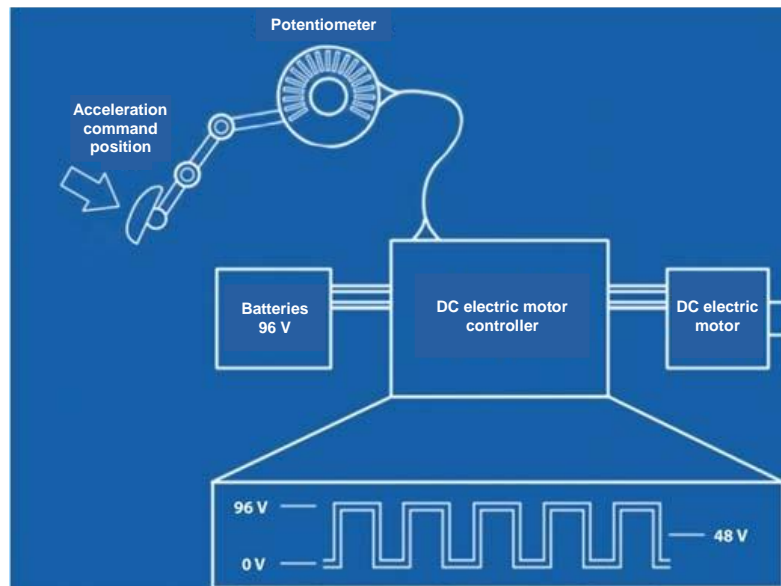 Potentiometer
Acceleration
command
position
Batteries
96 V
DC electric motor
controller
DC electric
motor
96 V
48 V
0 V